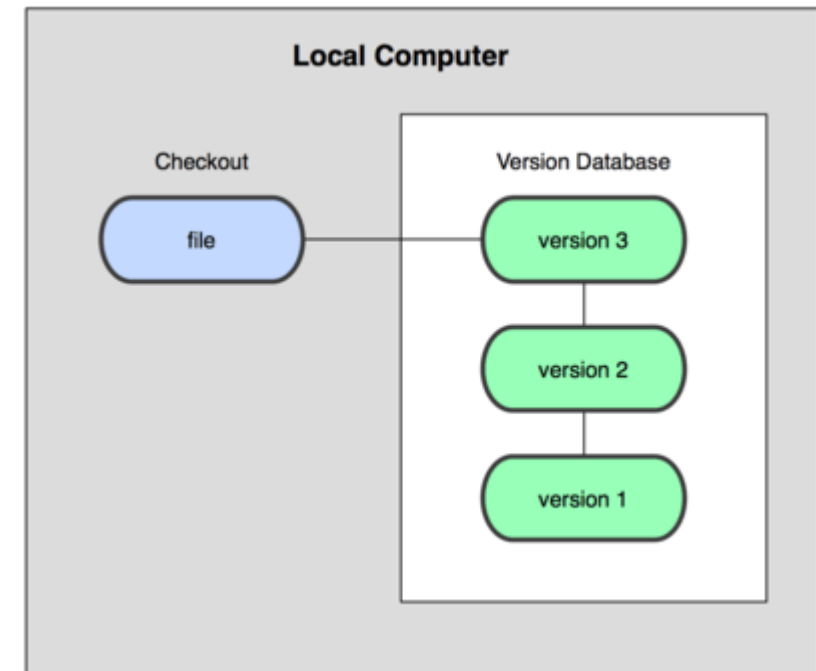 Local Computer
Checkout
Version Database
file
version 3
version 2
version 1